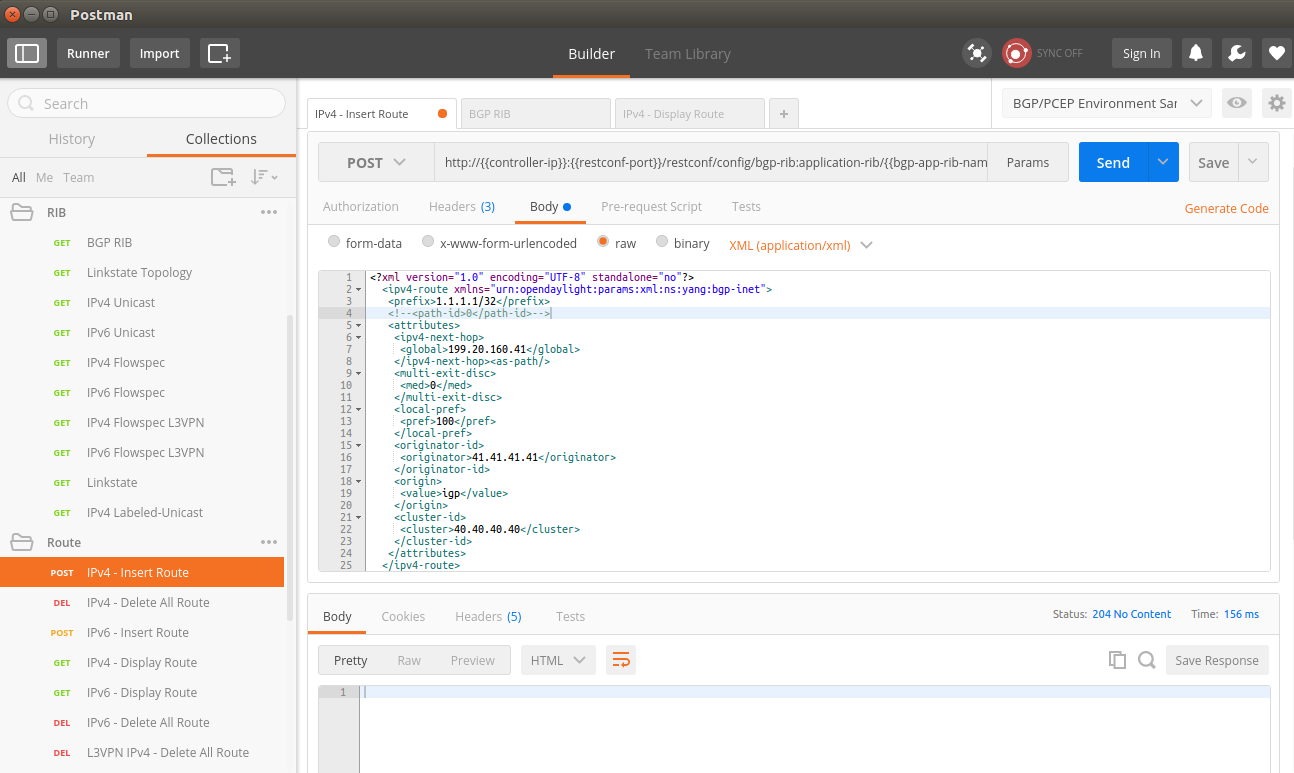 Postman
Runner
Import
Builder
Team Library
SYNC OFF
Sign In
Search
History
Collections
All
Me
Team
RIB
GET BGP RIB
GET Linkstate Topology
GET IPv4 Unicast
GET IPv6 Unicast
GET IPv4 Flowspec
GET IPv6 Flowspec
GET IPv4 Flowspec L3VPN
GET IPv6 Flowspec L3VPN
GET Linkstate
GET IPv4 Labeled-Unicast
Route
POST IPv4 - Insert Route
DEL IPv4 - Delete All Route
POST IPv6 - Insert Route
GET IPv4 - Display Route
GET IPv6 - Display Route
DEL IPv6 - Delete All Route
DEL L3VPN IPv4 - Delete All Route
IPv4 - Insert Route
BGP RIB
IPv4 - Display Route
+
BGP/PCEP Environment Sar
POST
http://{{controller-ip}}:{{restconf-port}}/restconf/config/bgp-rib:application-rib/{{bgp-app-rib-nam
Params
Send
Save
Authorization
Headers (3)
Body
Pre-request Script
Tests
Generate Code
form-data
x-www-form-urlencoded
raw
binary
XML (application/xml)
1 <?xml version="1.0" encoding="UTF-8" standalone="no"?>
2 <ipv4-route xmlns="urn:opendaylight:params:xml:ns:yang:bgp-inet">
3 <prefix>1.1.1.1/32</prefix>
4 <!--<path-id>0</path-id>-->
5 <attributes>
6 <ipv4-next-hop>
7 <global>199.20.160.41</global>
8 </ipv4-next-hop><as-path/>
9 <multi-exit-disc>
10 <med>0</med>
11 </multi-exit-disc>
12 <local-pref>
13 <pref>100</pref>
14 </local-pref>
15 <originator-id>
16 <originator>41.41.41.41</originator>
17 </originator-id>
18 <origin>
19 <value>igp</value>
20 </origin>
21 <cluster-id>
22 <cluster>40.40.40.40</cluster>
23 </cluster-id>
24 </attributes>
25 </ipv4-route>
Body
Cookies
Headers (5)
Tests
Status: 204 No Content
Time: 156 ms
Pretty
Raw
Preview
HTML
Save Response
1